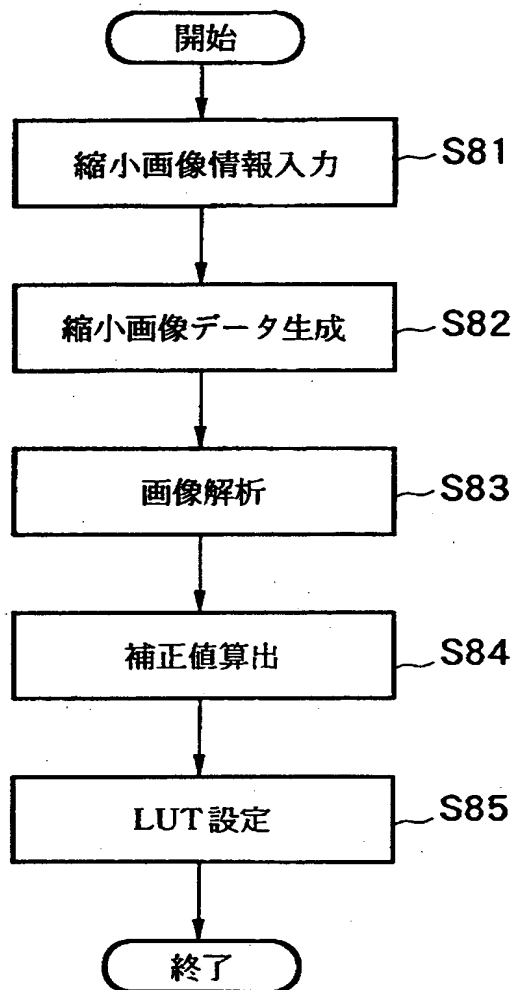 開始
縮小画像情報入力 S81
縮小画像データ生成 S82
画像解析 S83
補正値算出 S84
LUT設定 S85
終了